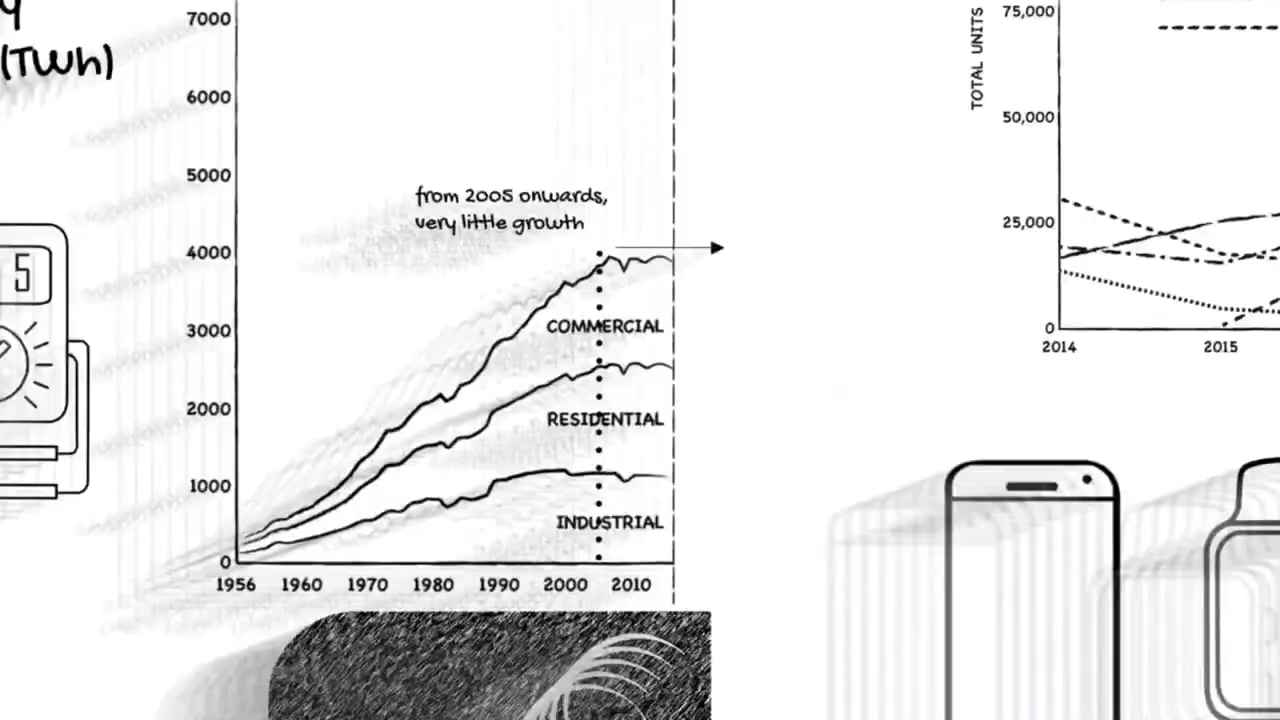 y
(TWh)
7000
6000
5000
4000
3000
2000
1000
0
from 2005 onwards,
very little growth
COMMERCIAL
RESIDENTIAL
INDUSTRIAL
1956 1960 1970 1980 1990 2000 2010
5
TOTAL UNITS
75,000
50,000
25,000
0
2014 2015